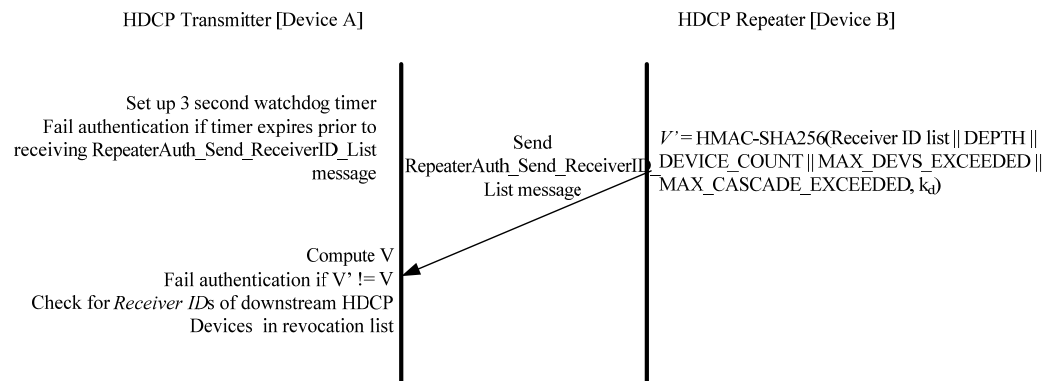 HDCP Transmitter [Device A]
HDCP Repeater [Device B]
Set up 3 second watchdog timer
Fail authentication if timer expires prior to
receiving RepeaterAuth_Send_ReceiverID_List
message
Send
RepeaterAuth_Send_ReceiverID_
List message
V’ = HMAC-SHA256(Receiver ID list || DEPTH ||
DEVICE_COUNT || MAX_DEVS_EXCEEDED ||
MAX_CASCADE_EXCEEDED, kd)
Compute V
Fail authentication if V’ != V
Check for Receiver IDs of downstream HDCP
Devices in revocation list